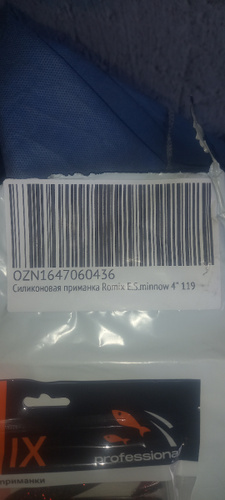 OZN1647060436
Силиконовая приманка Romix F.S.minnow 4" 119
IX
professional
приманки